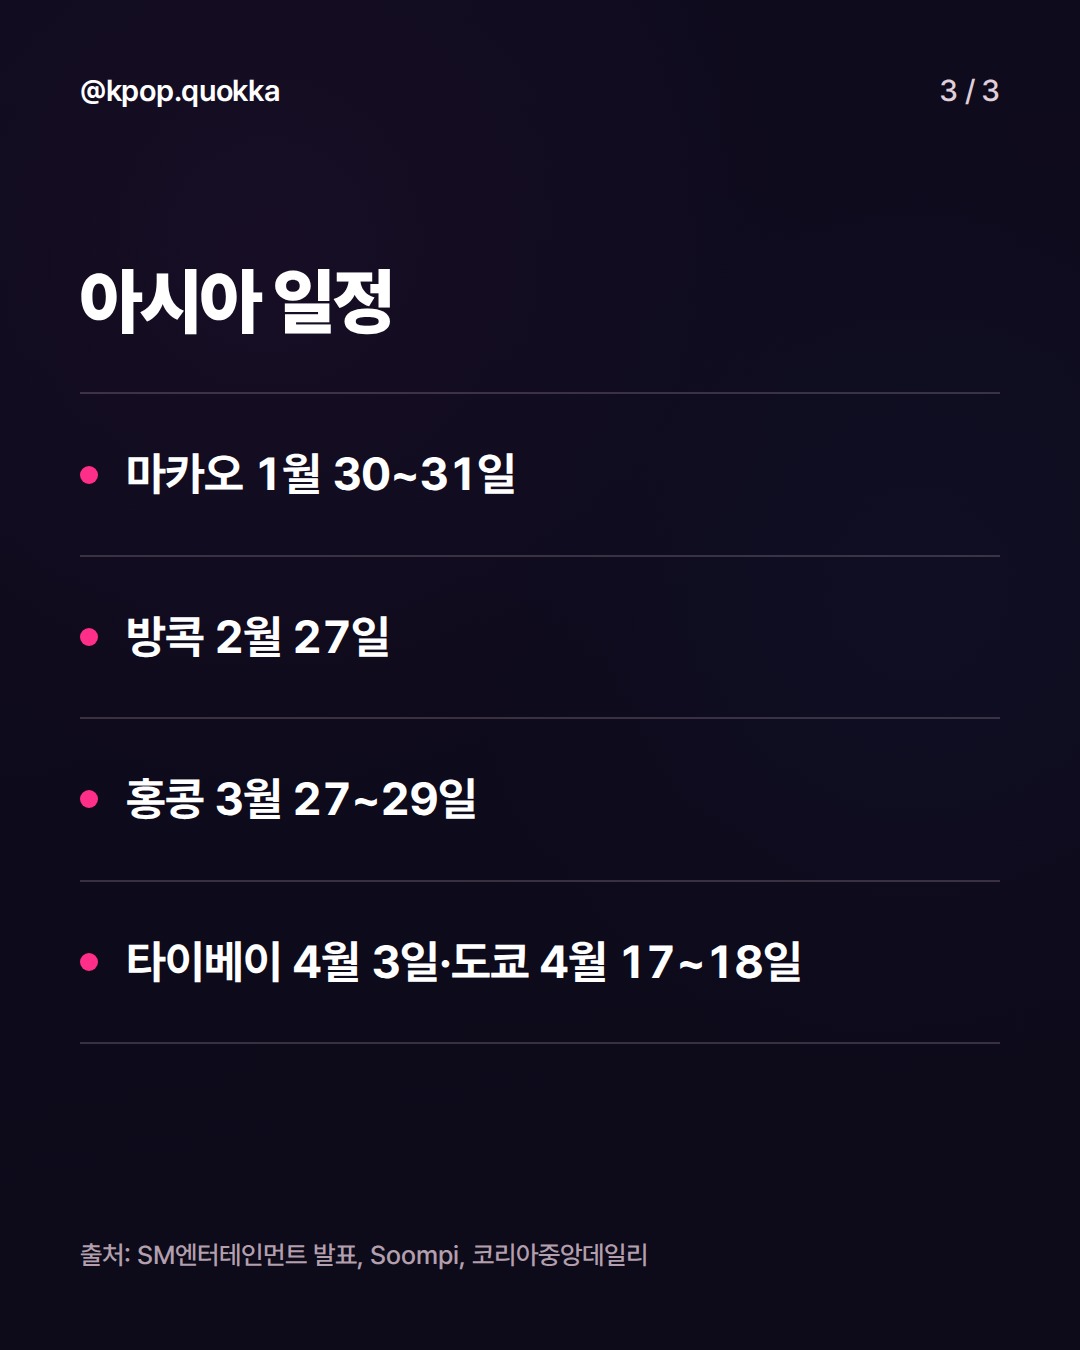 @kpop.quokka
3 / 3
아시아 일정
마카오 1월 30~31일
방콕 2월 27일
홍콩 3월 27~29일
타이베이 4월 3일·도쿄 4월 17~18일
출처: SM엔터테인먼트 발표, Soompi, 코리아중앙데일리